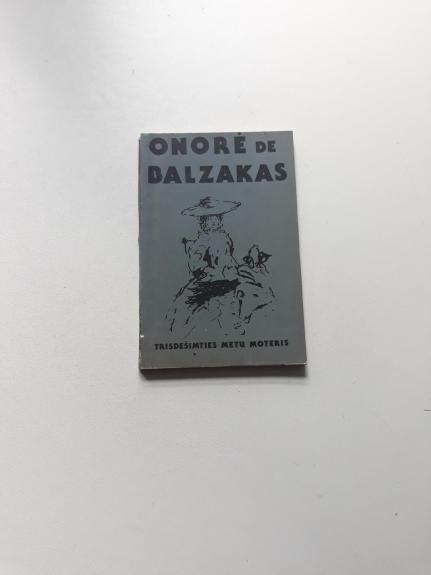 ONORĖ DE
BALZAKAS
TRISDEŠIMTIES METŲ MOTERIS